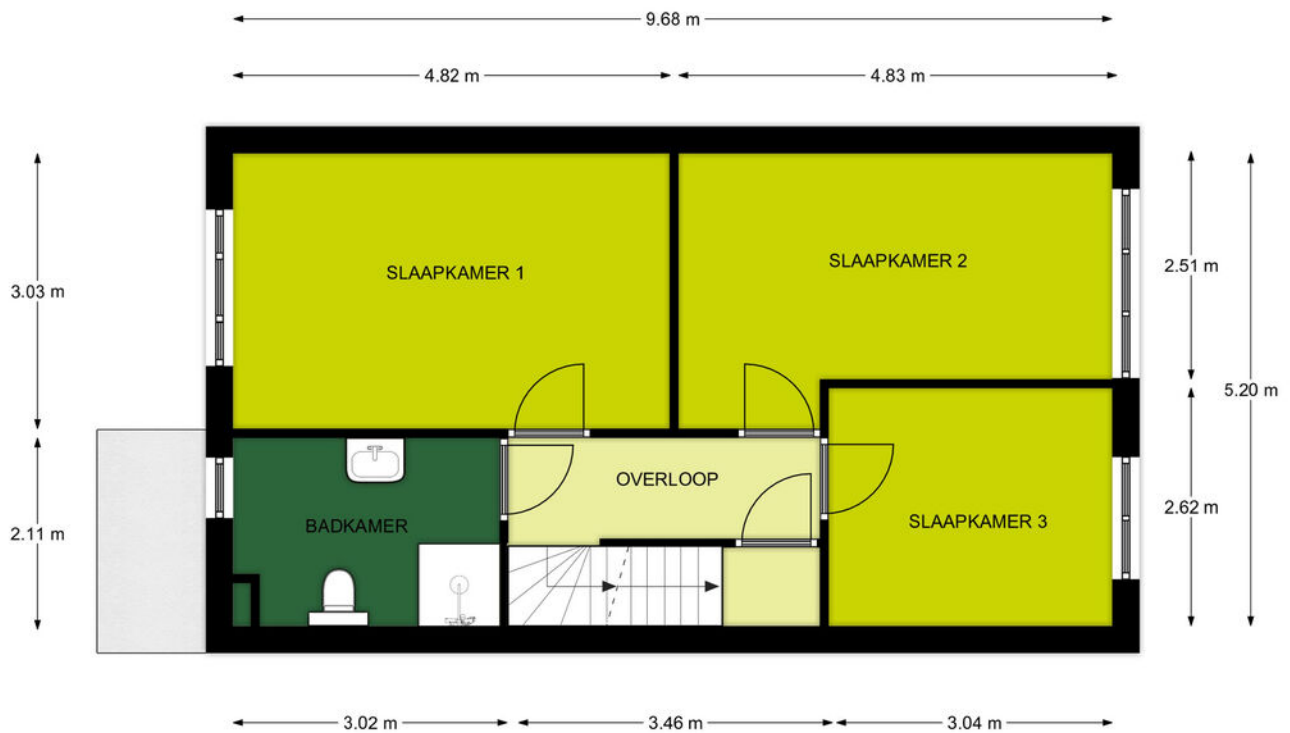 9.68 m
4.82 m
4.83 m
SLAAPKAMER 1
SLAAPKAMER 2
3.03 m
2.51 m
5.20 m
OVERLOOP
BADKAMER
SLAAPKAMER 3
2.11 m
2.62 m
3.02 m
3.46 m
3.04 m